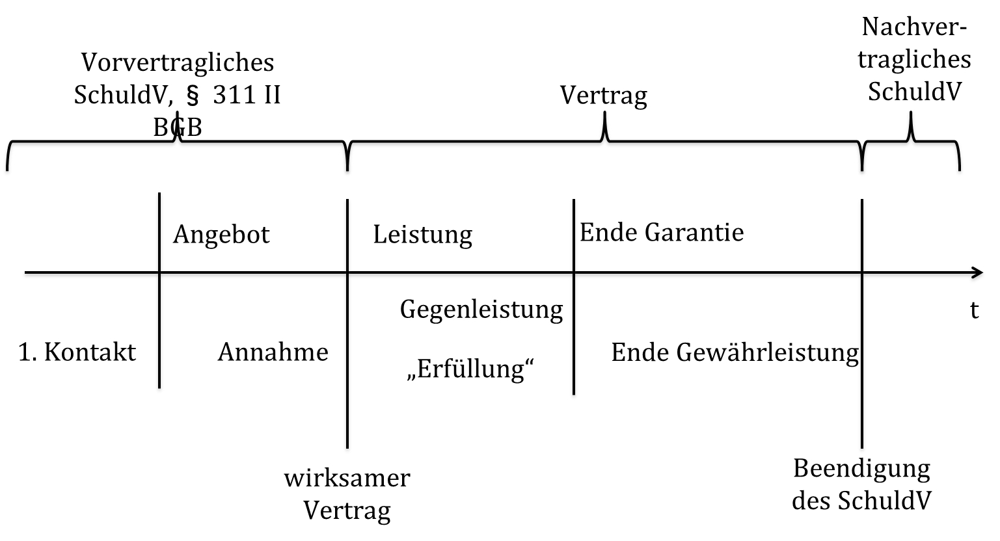 Vorvertragliches
SchuldV, § 311 II
BGB
Vertrag
Nachver-
tragliches
SchuldV
Angebot
Leistung
Ende Garantie
Gegenleistung
t
1. Kontakt
Annahme
„Erfüllung“
Ende Gewährleistung
wirksamer
Vertrag
Beendigung
des SchuldV